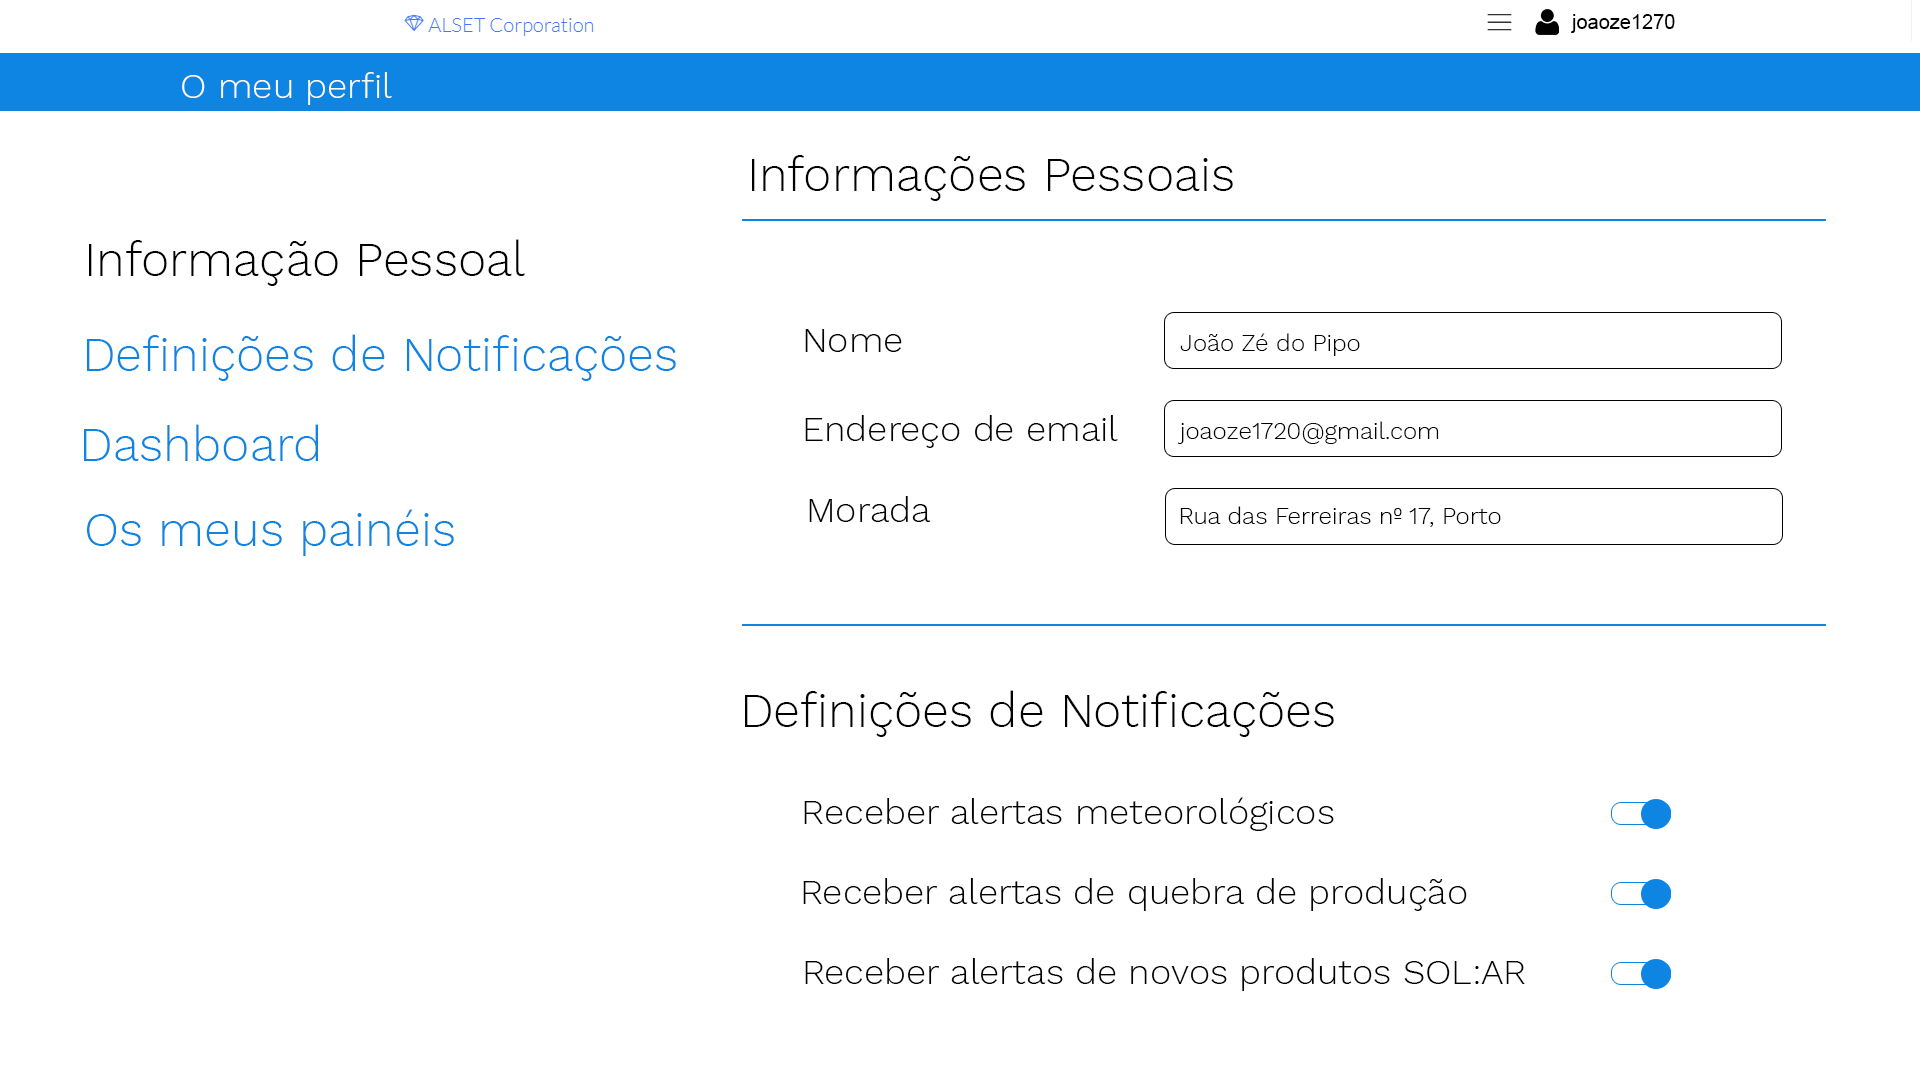 ALSET Corporation
joaoze1270
O meu perfil
Informação Pessoal
Definições de Notificações
Dashboard
Os meus painéis
Informações Pessoais
Nome
João Zé do Pipo
Endereço de email
joaoze1720@gmail.com
Morada
Rua das Ferreiras nº 17, Porto
Definições de Notificações
Receber alertas meteorológicos
Receber alertas de quebra de produção
Receber alertas de novos produtos SOL:AR